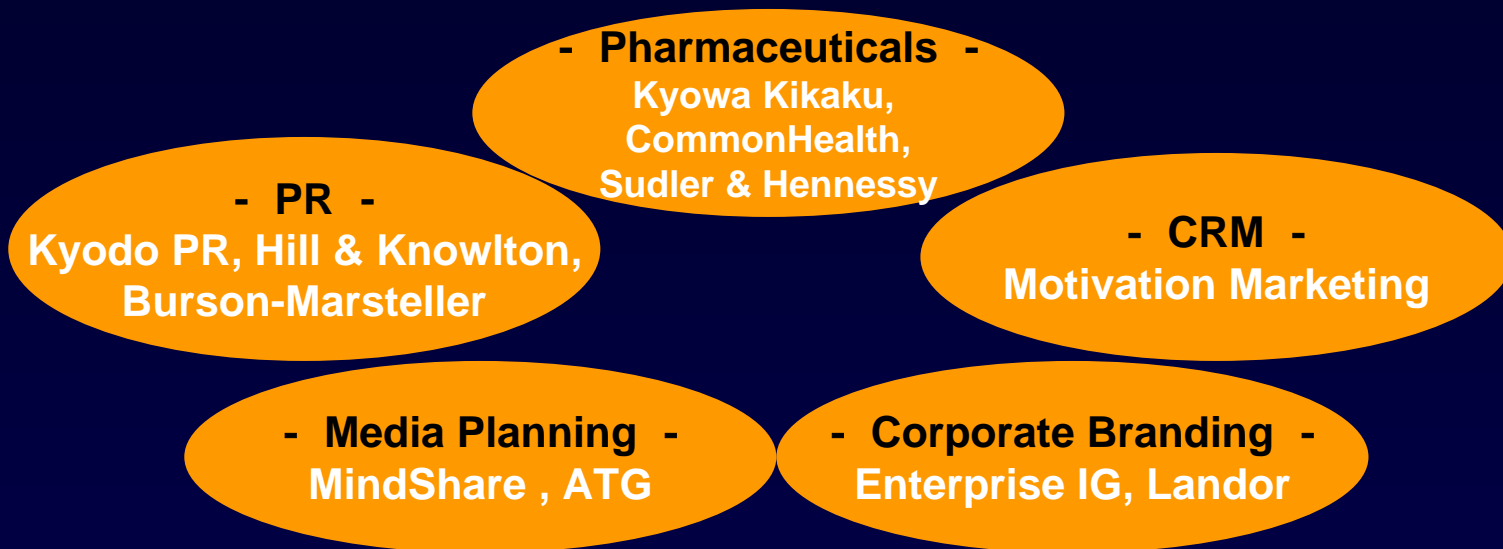 - Pharmaceuticals -
Kyowa Kikaku,
CommonHealth,
Sudler & Hennessy
- PR -
Kyodo PR, Hill & Knowlton,
Burson-Marsteller
- CRM -
Motivation Marketing
- Media Planning -
MindShare , ATG
- Corporate Branding -
Enterprise IG, Landor